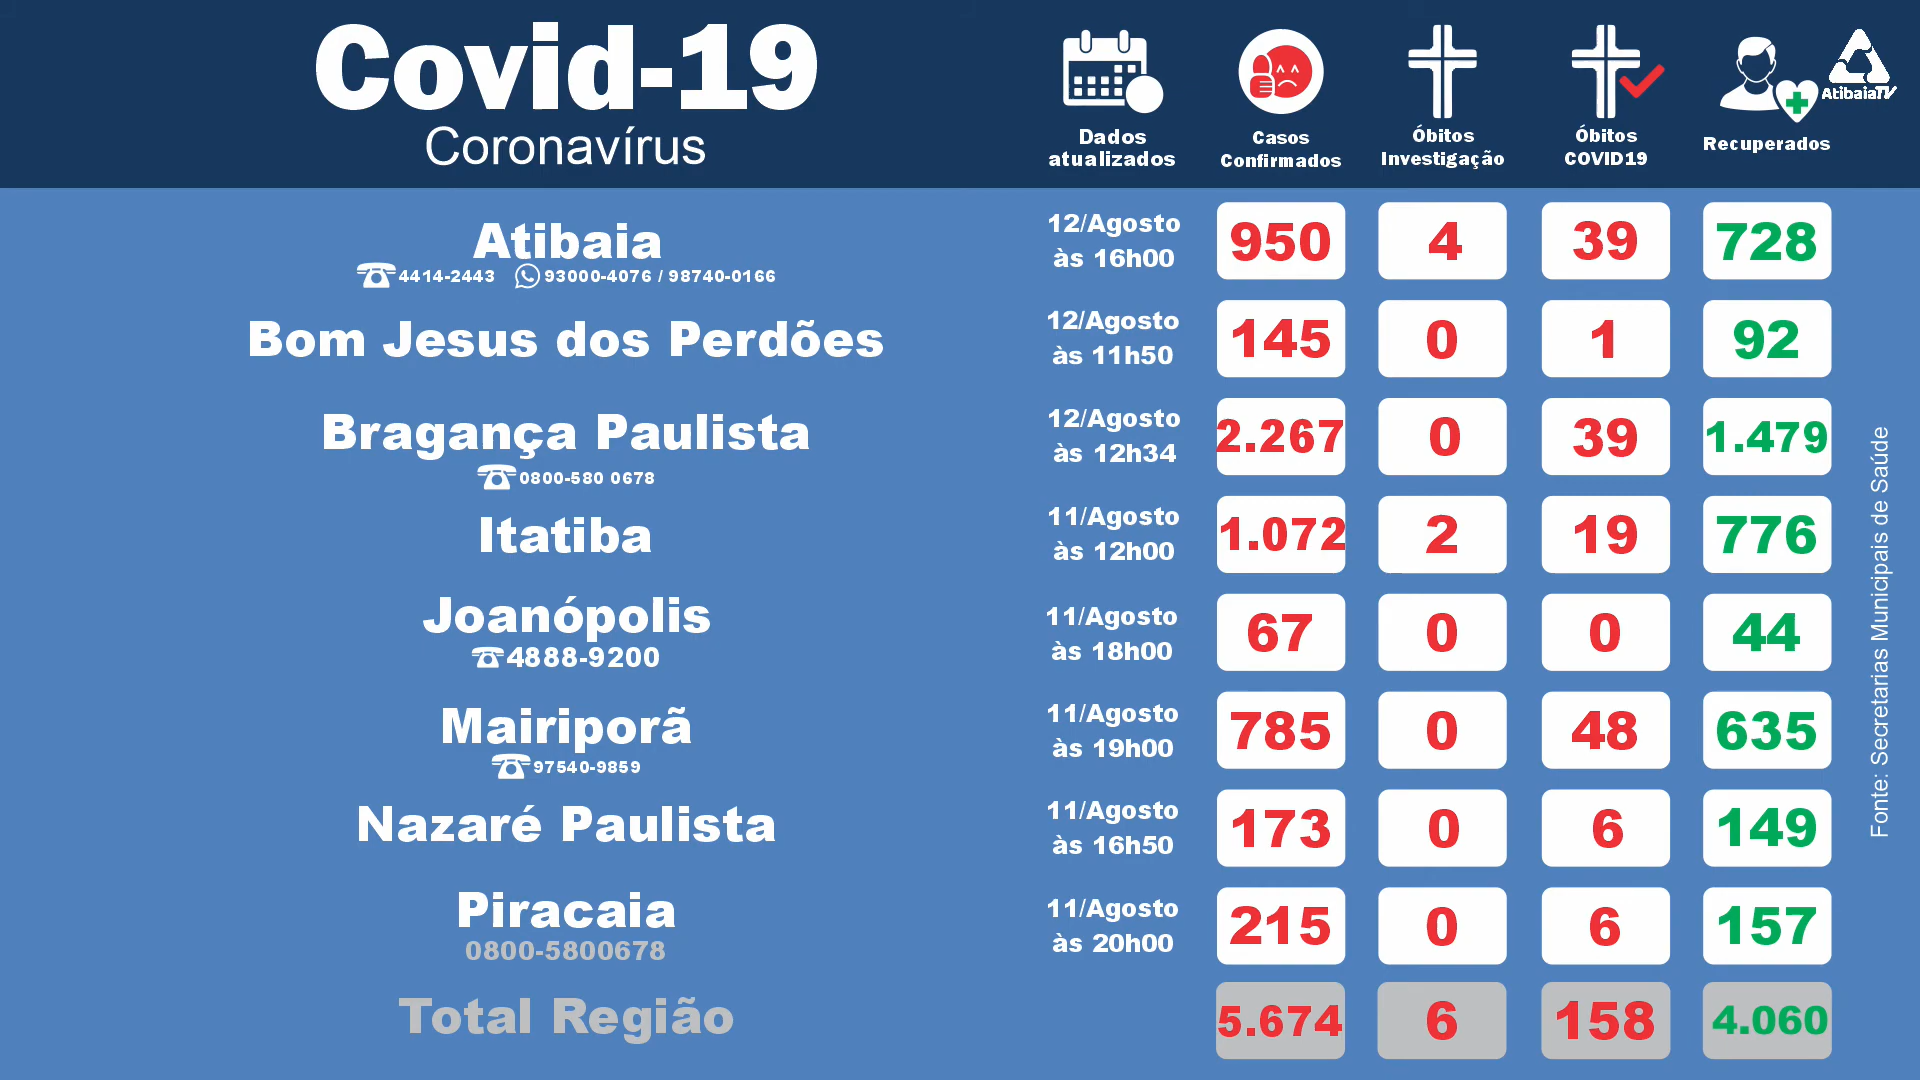 Covid-19
Coronavírus
Dados
atualizados
Casos
Confirmados
Óbitos
Investigação
Óbitos
COVID19
Recuperados
AtibaiaTV
Atibaia
4414-2443 93000-4076 / 98740-0166
12/Agosto
às 16h00
950 4 39 728
Bom Jesus dos Perdões
12/Agosto
às 11h50
145 0 1 92
Bragança Paulista
0800-580 0678
12/Agosto
às 12h34
2.267 0 39 1.479
Itatiba
11/Agosto
às 12h00
1.072 2 19 776
Joanópolis
4888-9200
11/Agosto
às 18h00
67 0 0 44
Mairiporã
97540-9859
11/Agosto
às 19h00
785 0 48 635
Nazaré Paulista
11/Agosto
às 16h50
173 0 6 149
Piracaia
0800-5800678
11/Agosto
às 20h00
215 0 6 157
Total Região
5.674 6 158 4.060
Fonte: Secretarias Municipais de Saúde